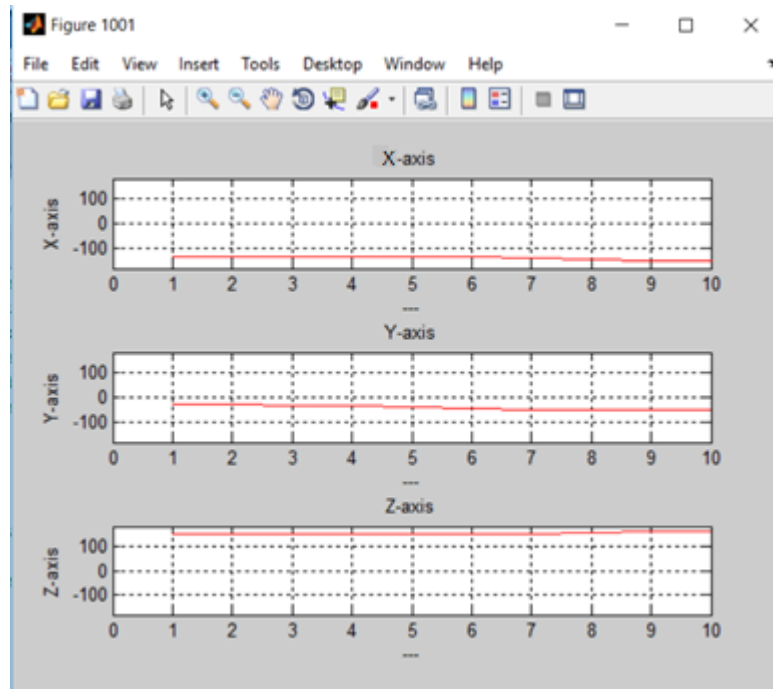 Figure 1001
File Edit View Insert Tools Desktop Window Help
X-axis
X-axis
100
0
-100
0 1 2 3 4 5 6 7 8 9 10
---
Y-axis
Y-axis
100
0
-100
0 1 2 3 4 5 6 7 8 9 10
---
Z-axis
Z-axis
100
0
-100
0 1 2 3 4 5 6 7 8 9 10
---